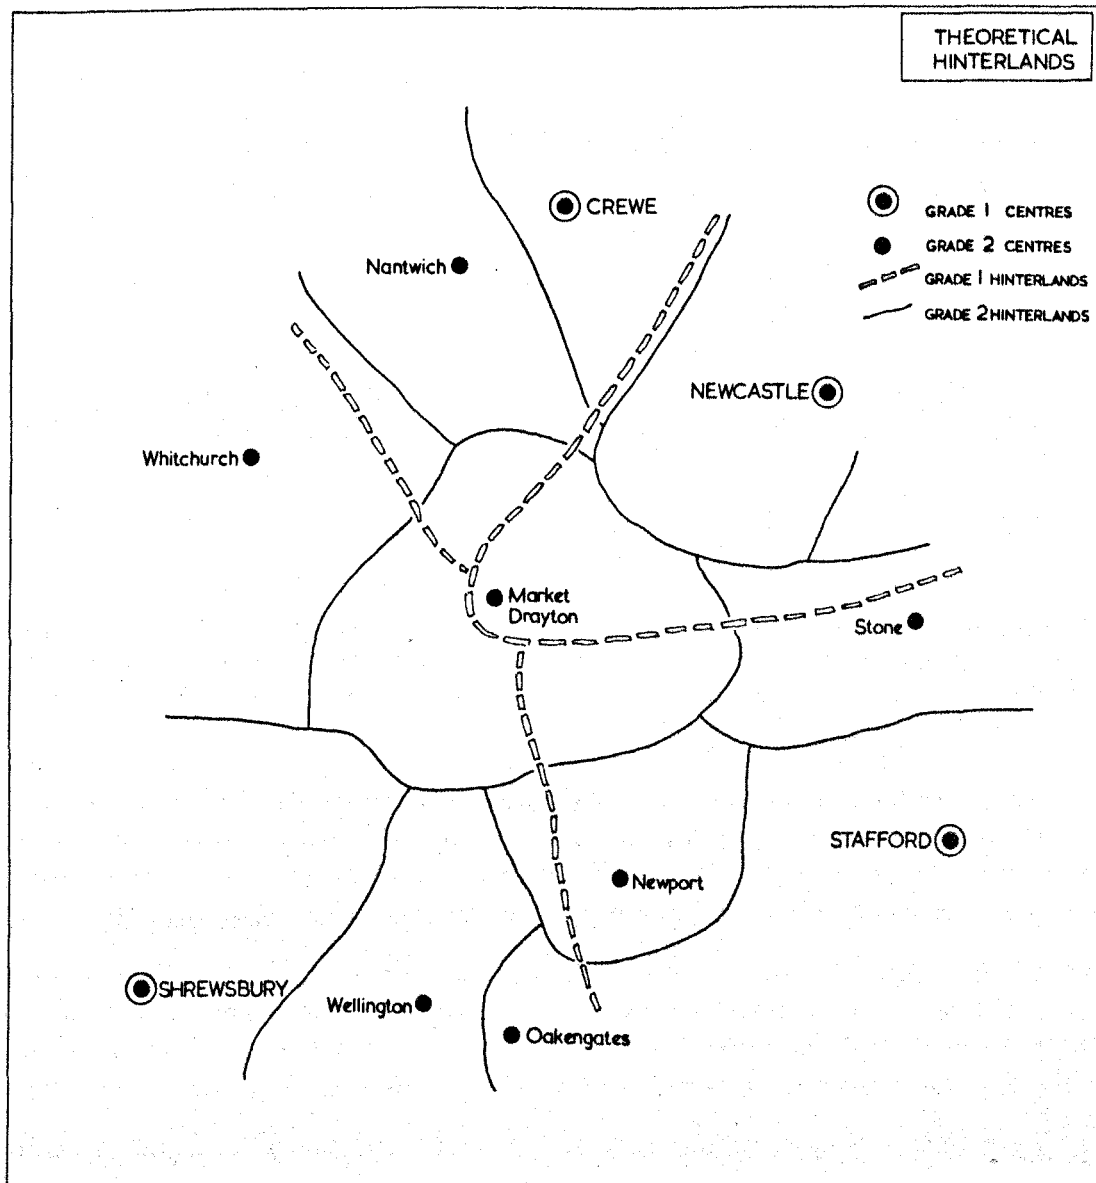 THEORETICAL
HINTERLANDS
CREWE
GRADE 1 CENTRES
GRADE 2 CENTRES
Nantwich
GRADE 1 HINTERLANDS
GRADE 2 HINTERLANDS
NEWCASTLE
Whitchurch
Market
Drayton
Stone
STAFFORD
Newport
SHREWSBURY
Wellington
Oakengates